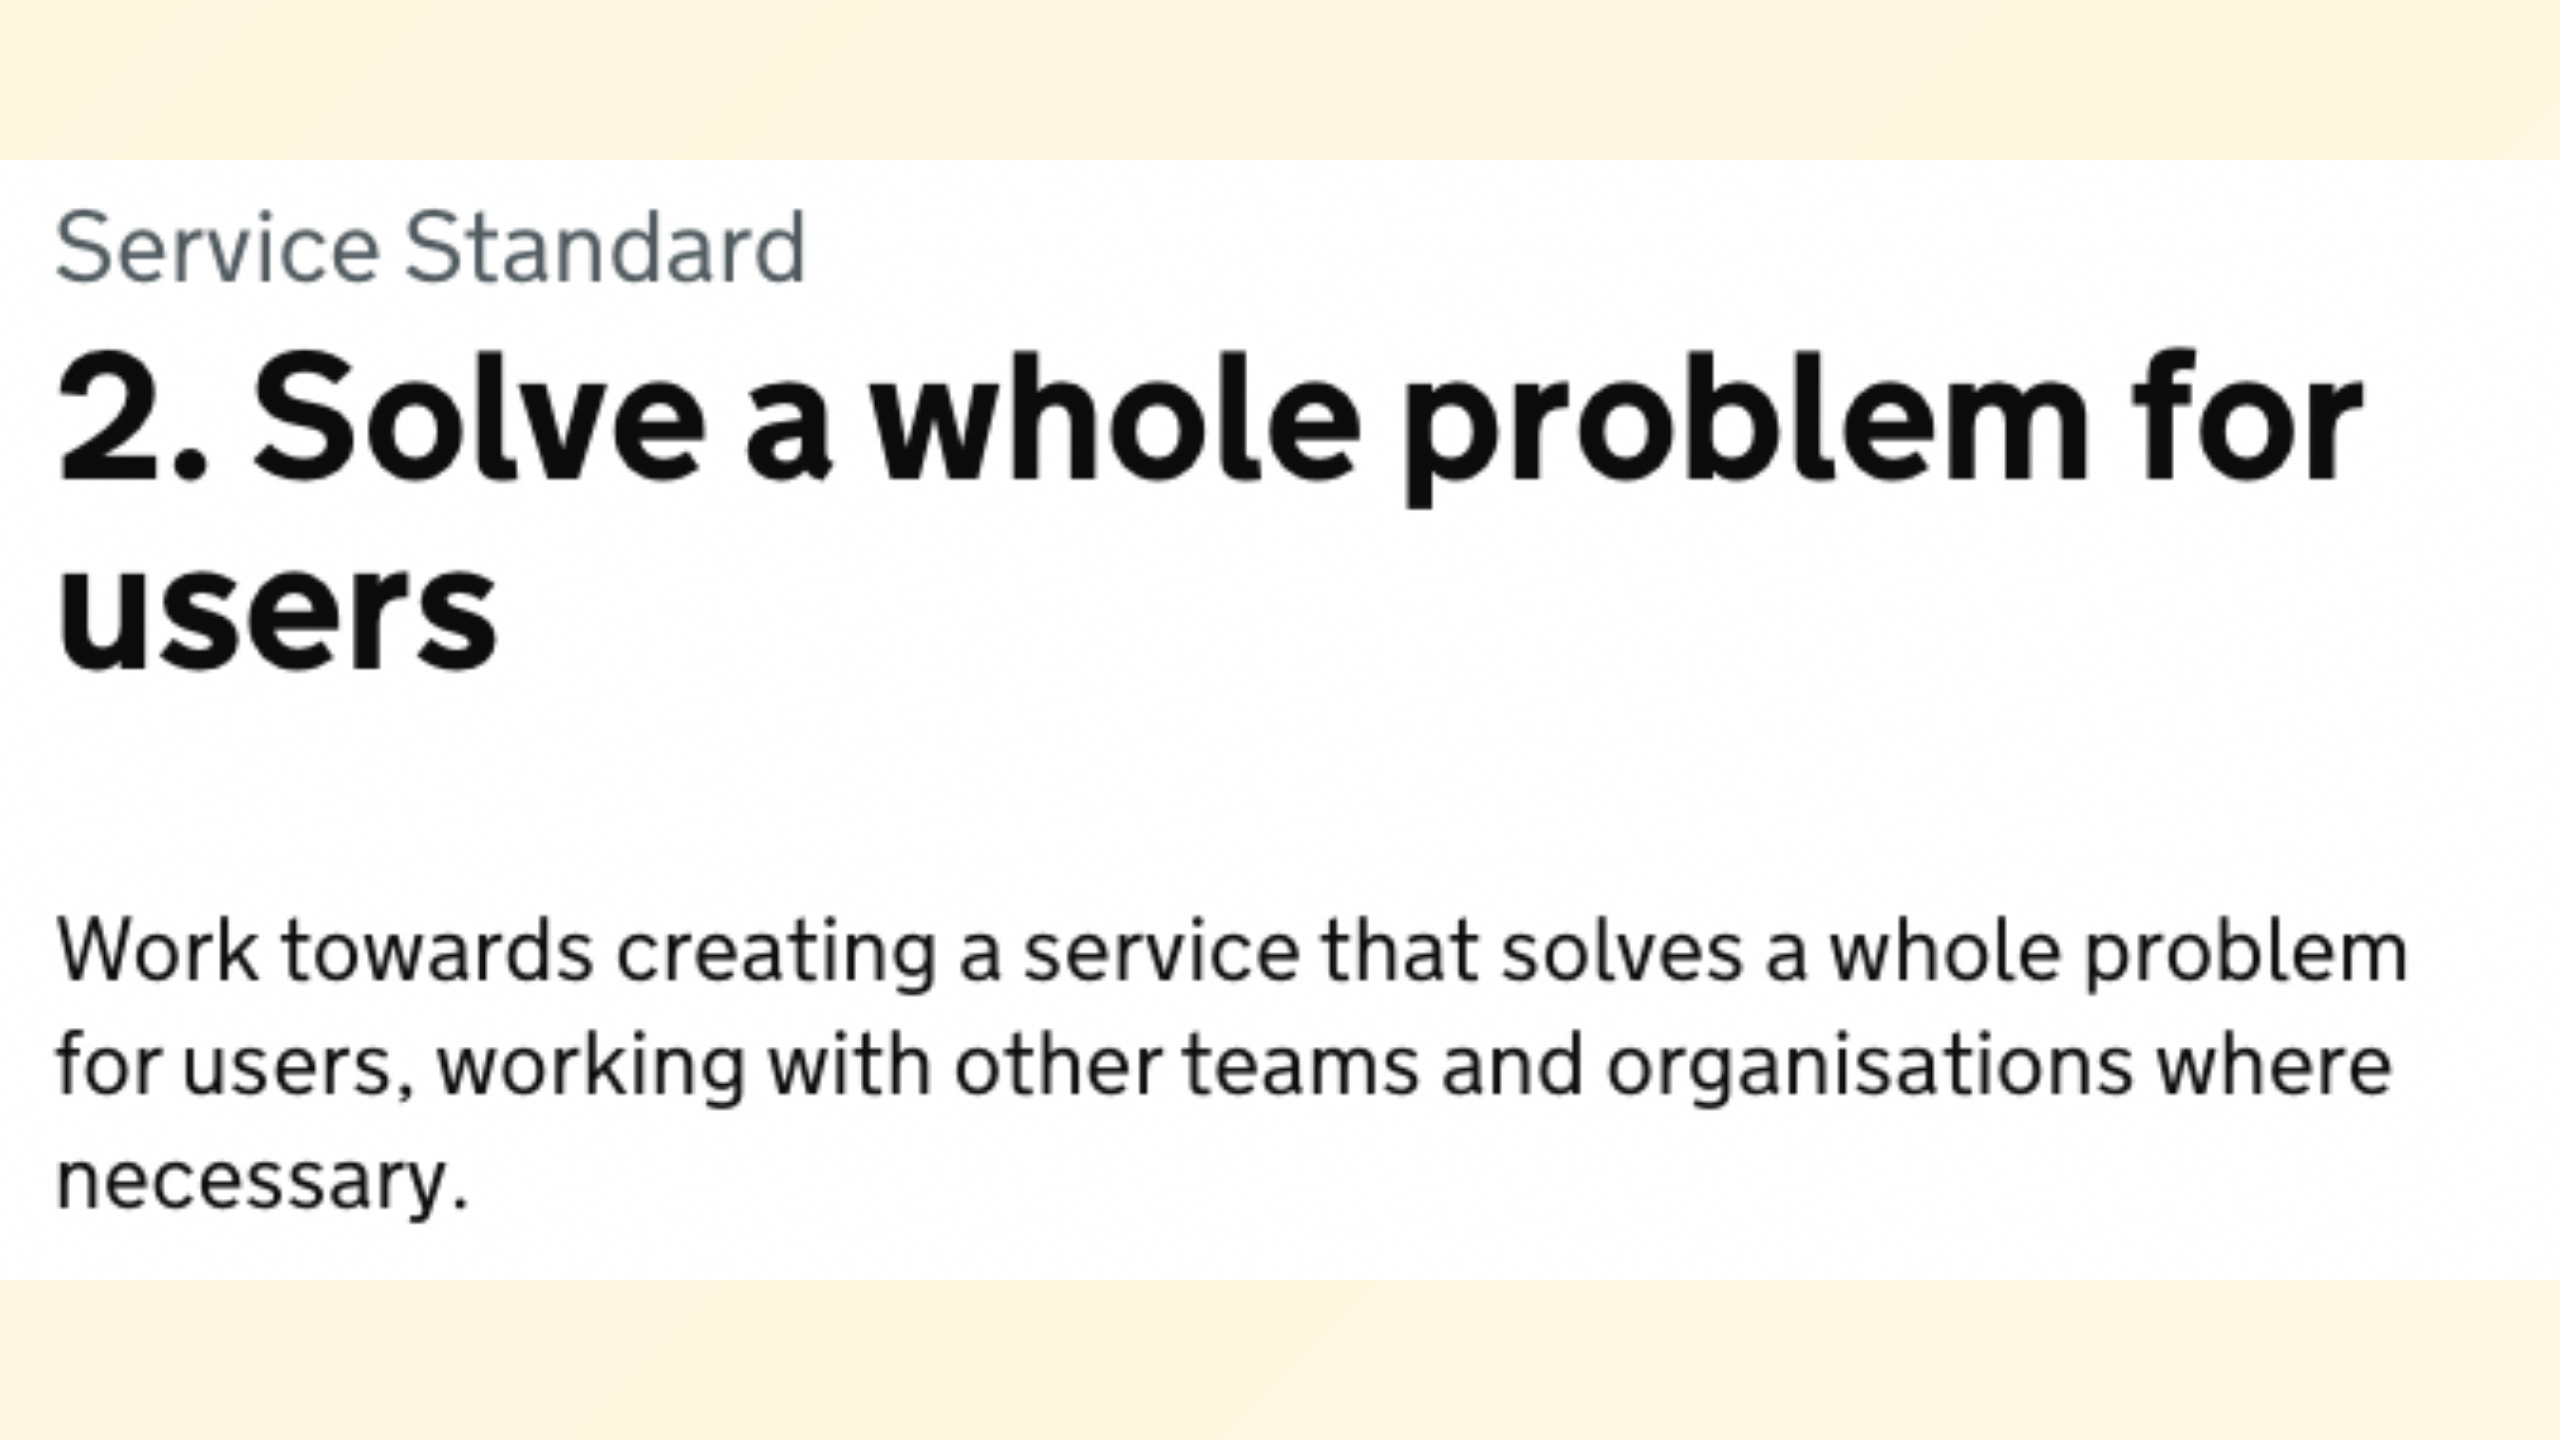 Service Standard
2. Solve a whole problem for
users
Work towards creating a service that solves a whole problem
for users, working with other teams and organisations where
necessary.